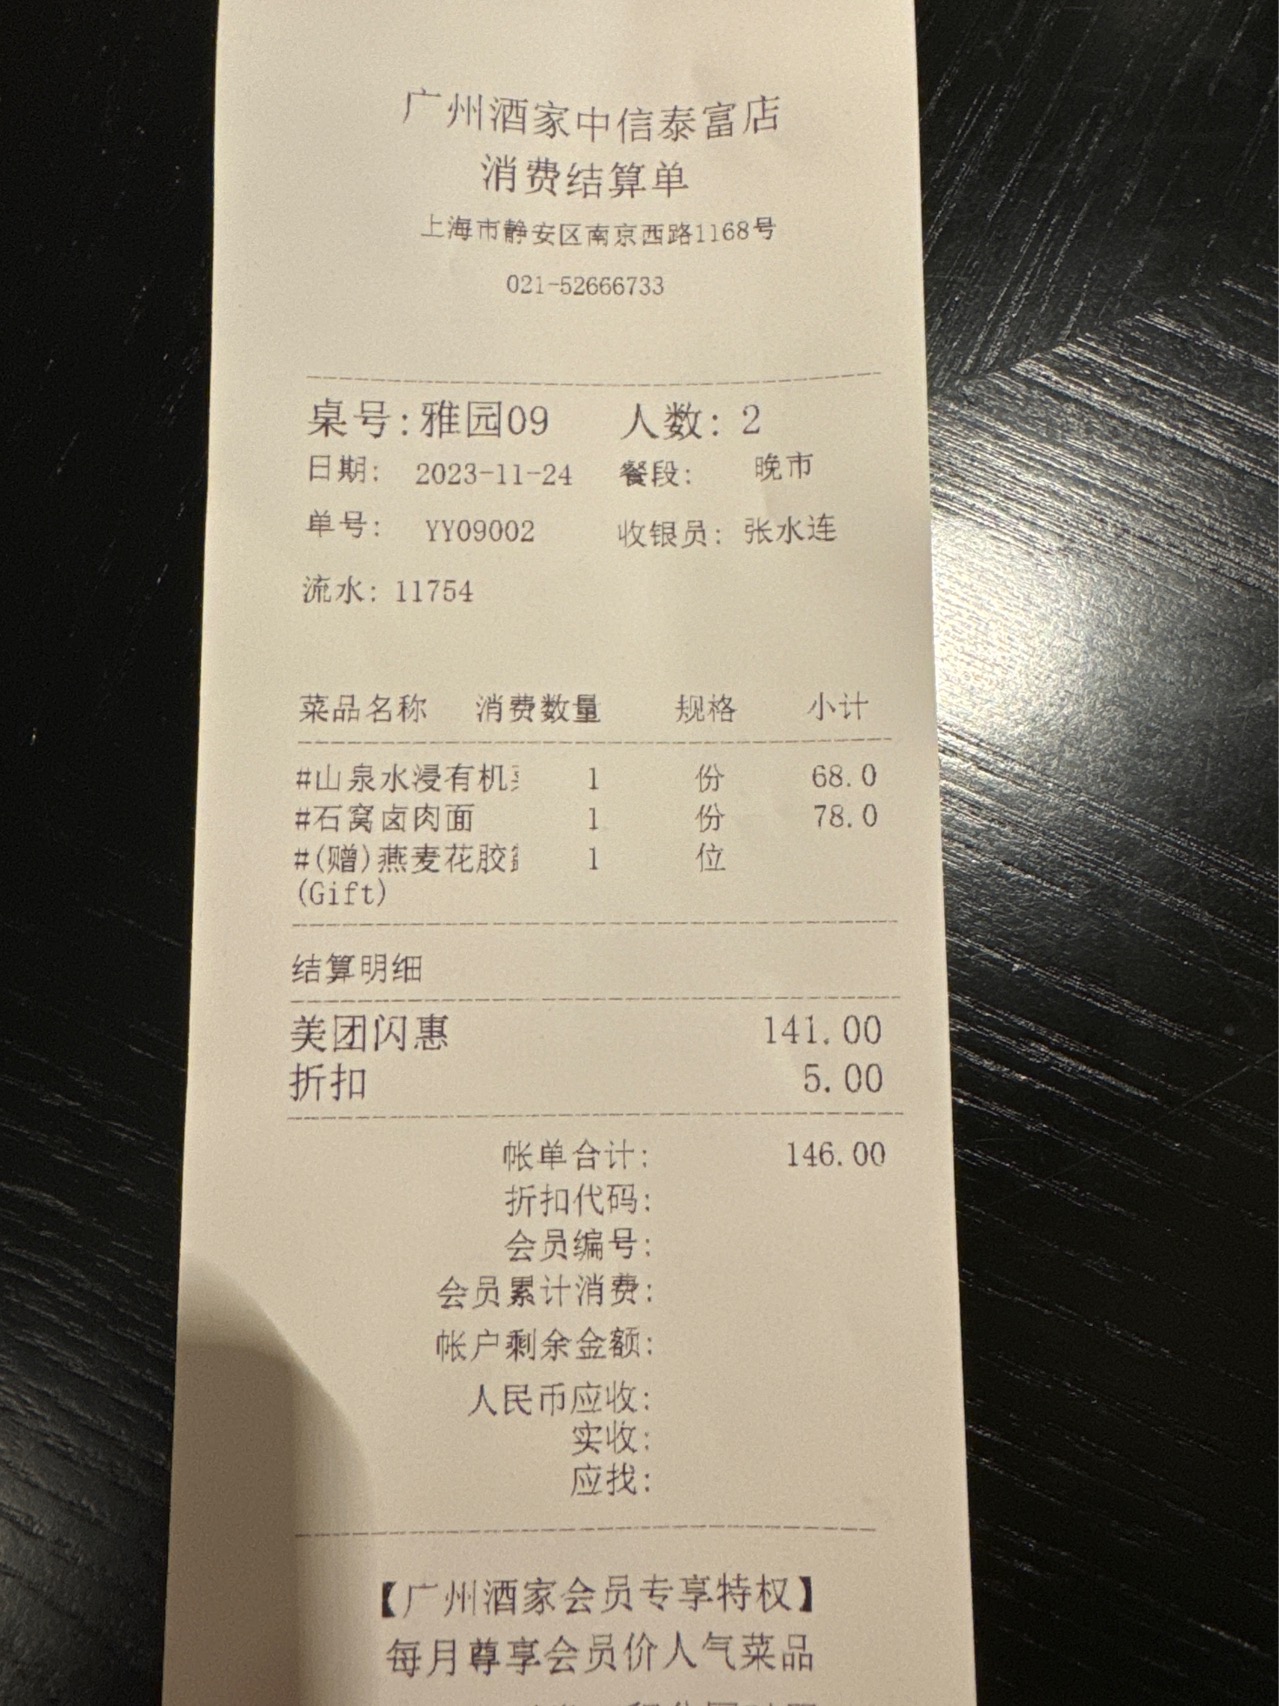 广州酒家中信泰富店
消费结算单
上海市静安区南京西路1168号
021-52666733
桌号:雅园09 人数: 2
日期: 2023-11-24 餐段: 晚市
单号: YY09002 收银员: 张水连
流水: 11754
菜品名称 消费数量 规格 小计
#山泉水浸有机 1 份 68.0
#石窝卤肉面 1 份 78.0
#(赠)燕麦花胶 1 位
(Gift)
结算明细
美团闪惠 141.00
折扣 5.00
帐单合计: 146.00
折扣代码:
会员编号:
会员累计消费:
帐户剩余金额:
人民币应收:
实收:
应找:
【广州酒家会员专享特权】
每月尊享会员价人气菜品